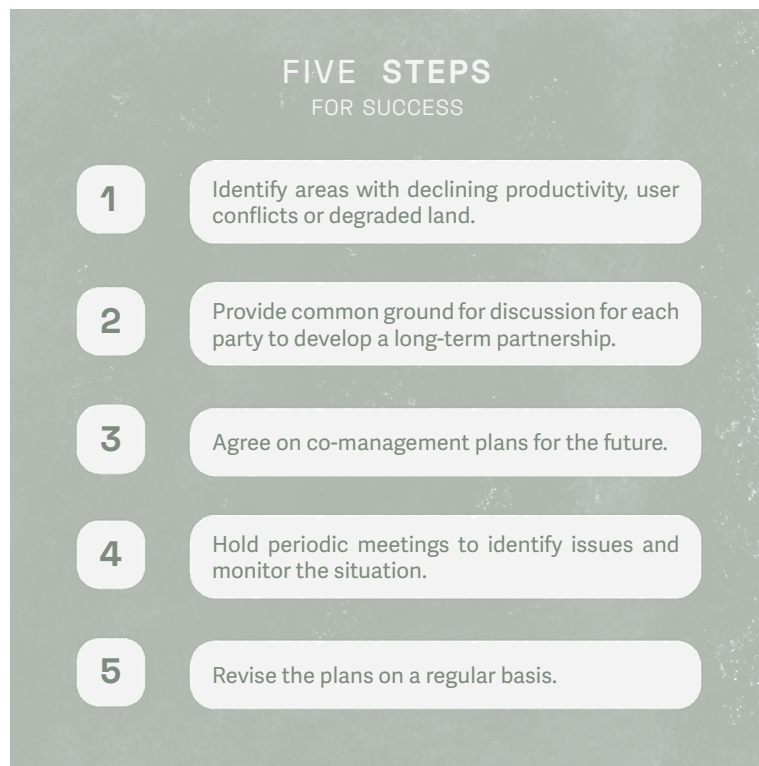 FIVE STEPS
FOR SUCCESS
1
Identify areas with declining productivity, user
conflicts or degraded land.
2
Provide common ground for discussion for each
party to develop a long-term partnership.
3
Agree on co-management plans for the future.
4
Hold periodic meetings to identify issues and
monitor the situation.
5
Revise the plans on a regular basis.